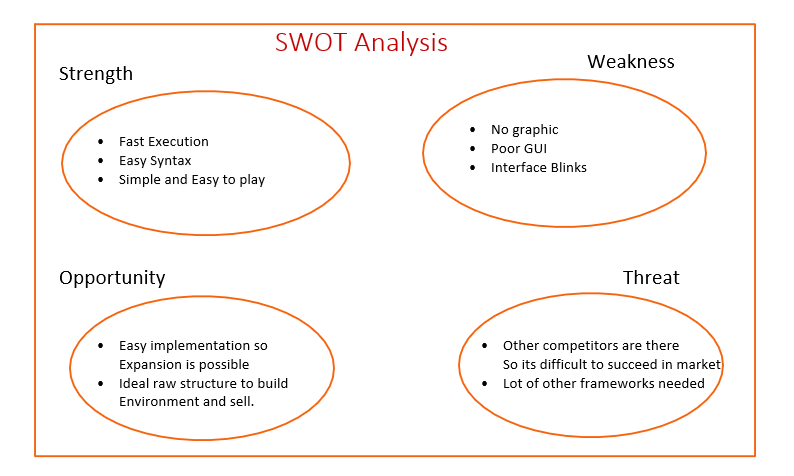 SWOT Analysis
Strength
Weakness
• Fast Execution
• Easy Syntax
• Simple and Easy to play
• No graphic
• Poor GUI
• Interface Blinks
Opportunity
Threat
• Easy implementation so
Expansion is possible
• Ideal raw structure to build
Environment and sell.
• Other competitors are there
So its difficult to succeed in market
• Lot of other frameworks needed